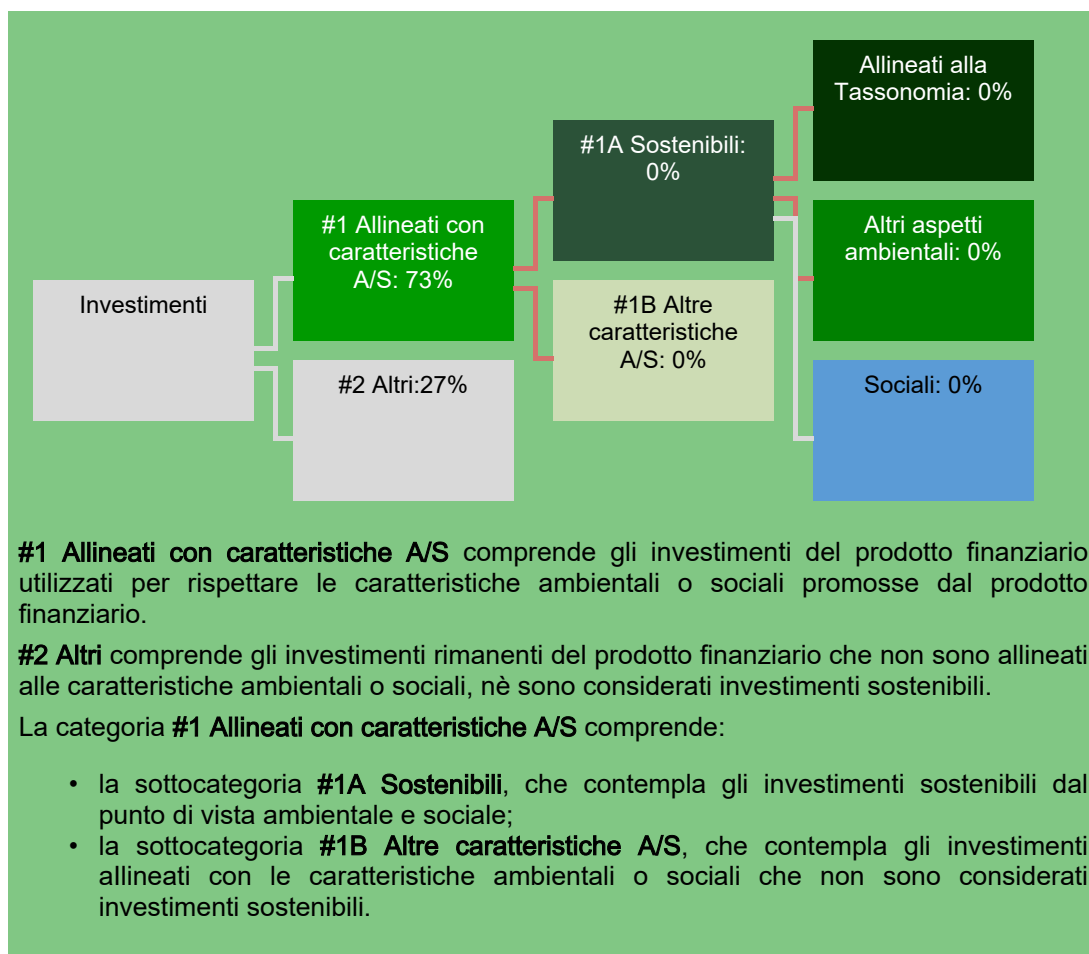 Investimenti
#1 Allineati con
caratteristiche
A/S: 73%
#2 Altri:27%
#1A Sostenibili:
0%
#1B Altre
caratteristiche
A/S: 0%
Allineati alla
Tassonomia: 0%
Altri aspetti
ambientali: 0%
Sociali: 0%
#1 Allineati con caratteristiche A/S comprende gli investimenti del prodotto finanziario
utilizzati per rispettare le caratteristiche ambientali o sociali promosse dal prodotto
finanziario.
#2 Altri comprende gli investimenti rimanenti del prodotto finanziario che non sono allineati
alle caratteristiche ambientali o sociali, nè sono considerati investimenti sostenibili.
La categoria #1 Allineati con caratteristiche A/S comprende:
• la sottocategoria #1A Sostenibili, che contempla gli investimenti sostenibili dal
punto di vista ambientale e sociale;
• la sottocategoria #1B Altre caratteristiche A/S, che contempla gli investimenti
allineati con le caratteristiche ambientali o sociali che non sono considerati
investimenti sostenibili.